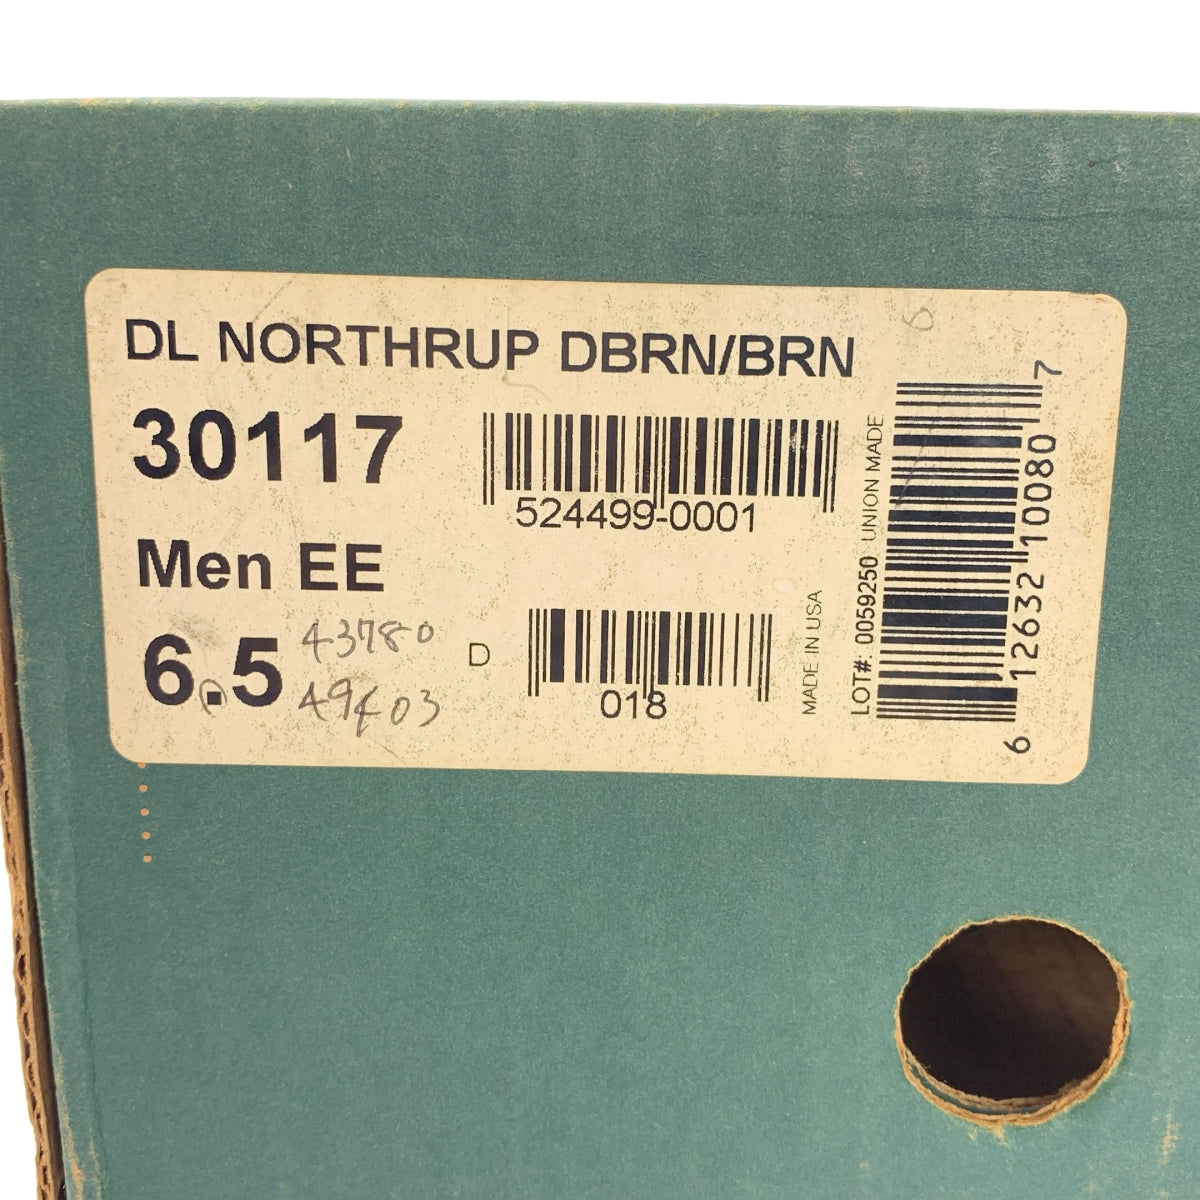 DL NORTHRUP DBRN/BRN
30117
524499-0001
Men EE
6.5
43780
D
018
MADE IN USA
LOT#: 0059250 UNION MADE
6 12632 10080 7